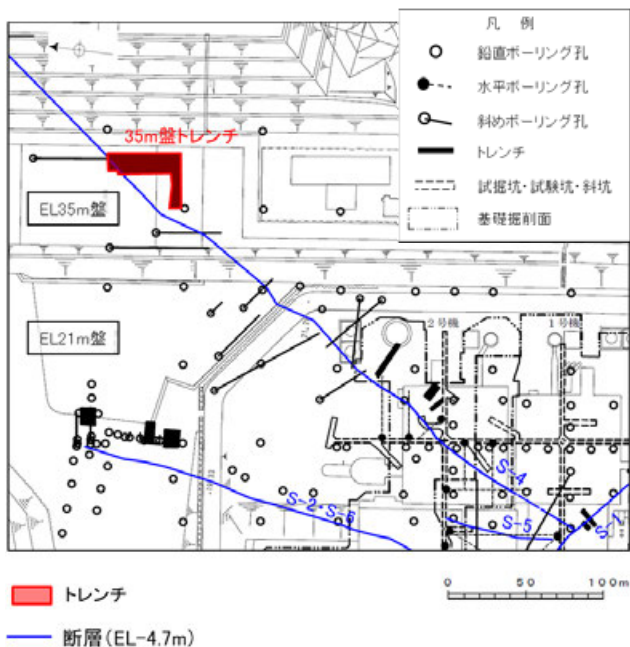 凡 例
鉛直ボーリング孔
水平ボーリング孔
斜めボーリング孔
トレンチ
試掘坑・試験坑・斜坑
基礎掘削面
35m盤トレンチ
EL35m盤
EL21m盤
2号機
1号機
S-4
S-2・S-6
S-5
S-1
トレンチ
0 50 100m
断層(EL-4.7m)